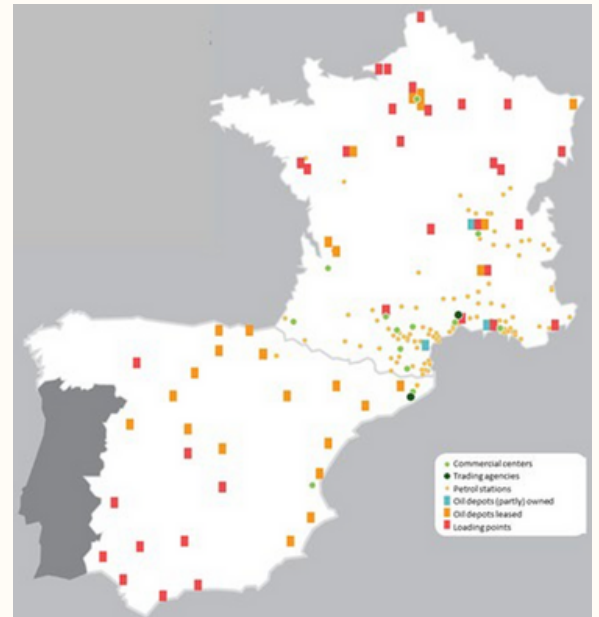 Commercial centers
Trading agencies
Petrol stations
Oil depots (partly) owned
Oil depots leased
Loading points